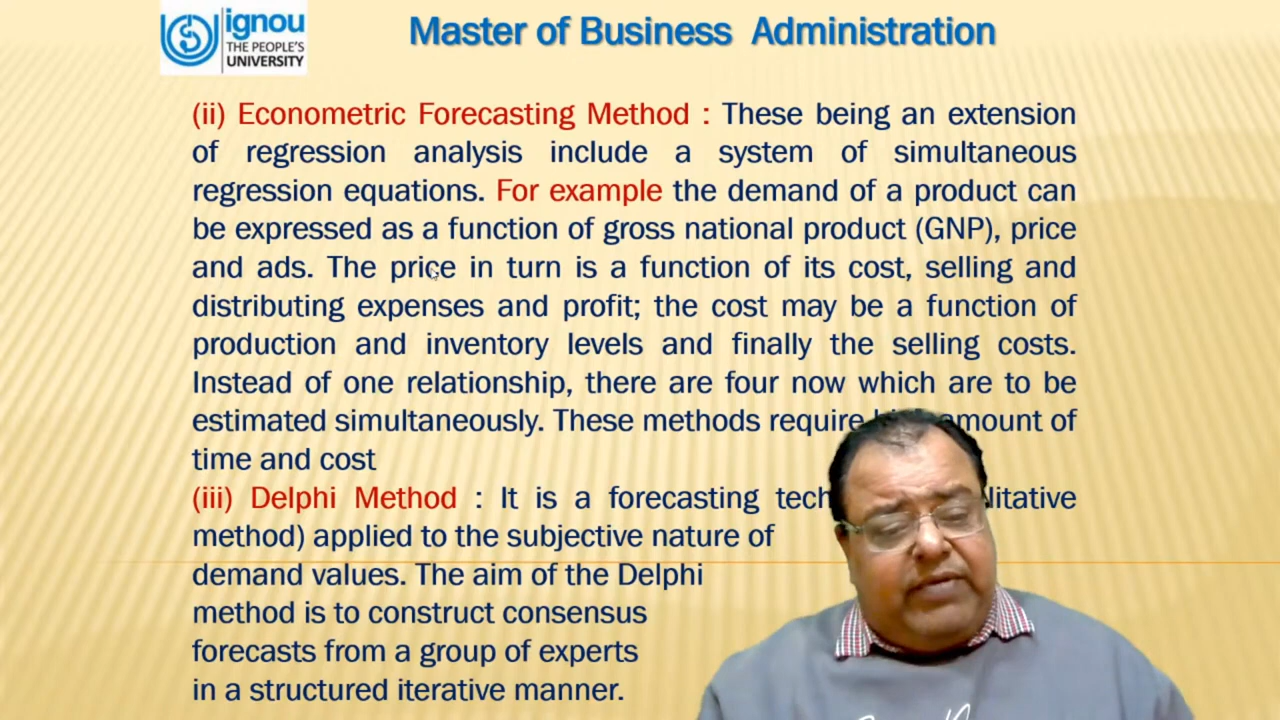 ignou
THE PEOPLE'S
UNIVERSITY
Master of Business Administration
(ii) Econometric Forecasting Method : These being an extension
of regression analysis include a system of simultaneous
regression equations. For example the demand of a product can
be expressed as a function of gross national product (GNP), price
and ads. The price in turn is a function of its cost, selling and
distributing expenses and profit; the cost may be a function of
production and inventory levels and finally the selling costs.
Instead of one relationship, there are four now which are to be
estimated simultaneously. These methods require amount of
time and cost
(iii) Delphi Method : It is a forecasting
method) applied to the subjective nature of
demand values. The aim of the Delphi
method is to construct consensus
forecasts from a group of experts
in a structured iterative manner.